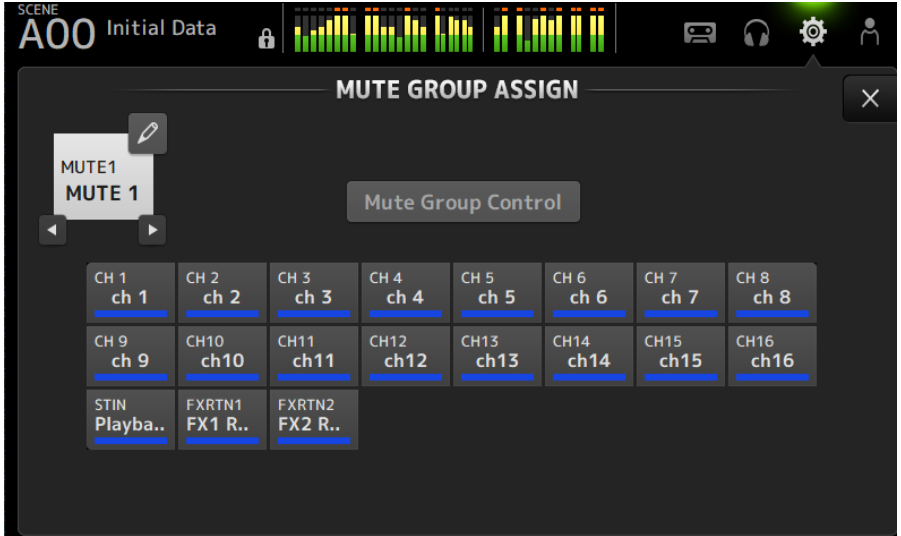 SCENE
A00 Initial Data
MUTE GROUP ASSIGN
MUTE1
MUTE 1
Mute Group Control
CH 1 CH 2 CH 3 CH 4 CH 5 CH 6 CH 7 CH 8
ch 1 ch 2 ch 3 ch 4 ch 5 ch 6 ch 7 ch 8
CH 9 CH10 CH11 CH12 CH13 CH14 CH15 CH16
ch 9 ch10 ch11 ch12 ch13 ch14 ch15 ch16
STIN FXRTN1 FXRTN2
Playba.. FX1 R.. FX2 R..